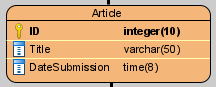 Article
ID integer(10)
Title varchar(50)
DateSubmission time(8)